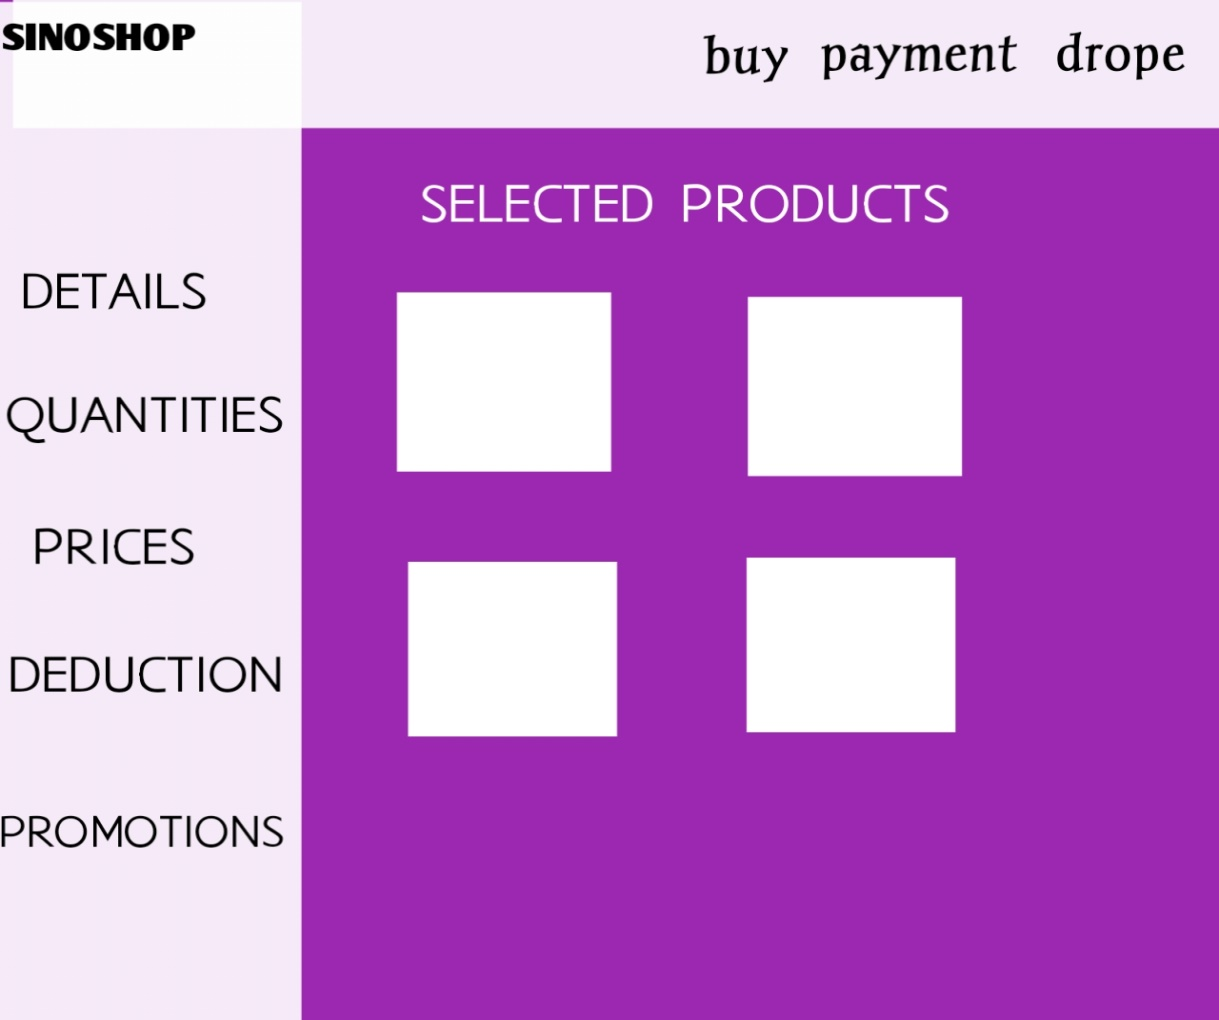 SINOSHOP
buy payment drope
SELECTED PRODUCTS
DETAILS
QUANTITIES
PRICES
DEDUCTION
PROMOTIONS